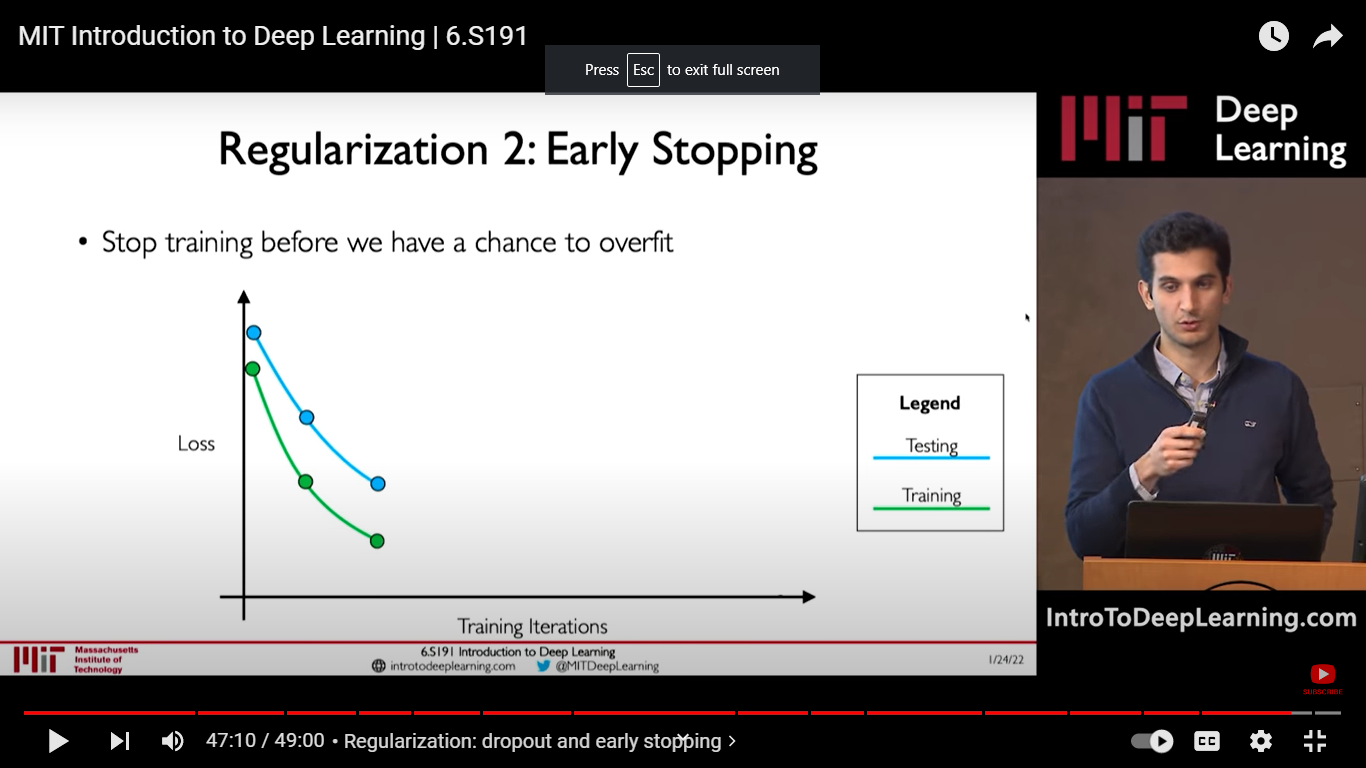 MIT Introduction to Deep Learning | 6.S191
Press Esc to exit full screen
Regularization 2: Early Stopping
• Stop training before we have a chance to overfit
Loss
Training Iterations
Legend
Testing
Training
Massachusetts
Institute of
Technology
6.S191 Introduction to Deep Learning
introtodeeplearning.com @MITDeepLearning
1/24/22
MIT
Deep
Learning
IntroToDeepLearning.com
SUBSCRIBE
47:10 / 49:00 • Regularization: dropout and early stopping >
CC